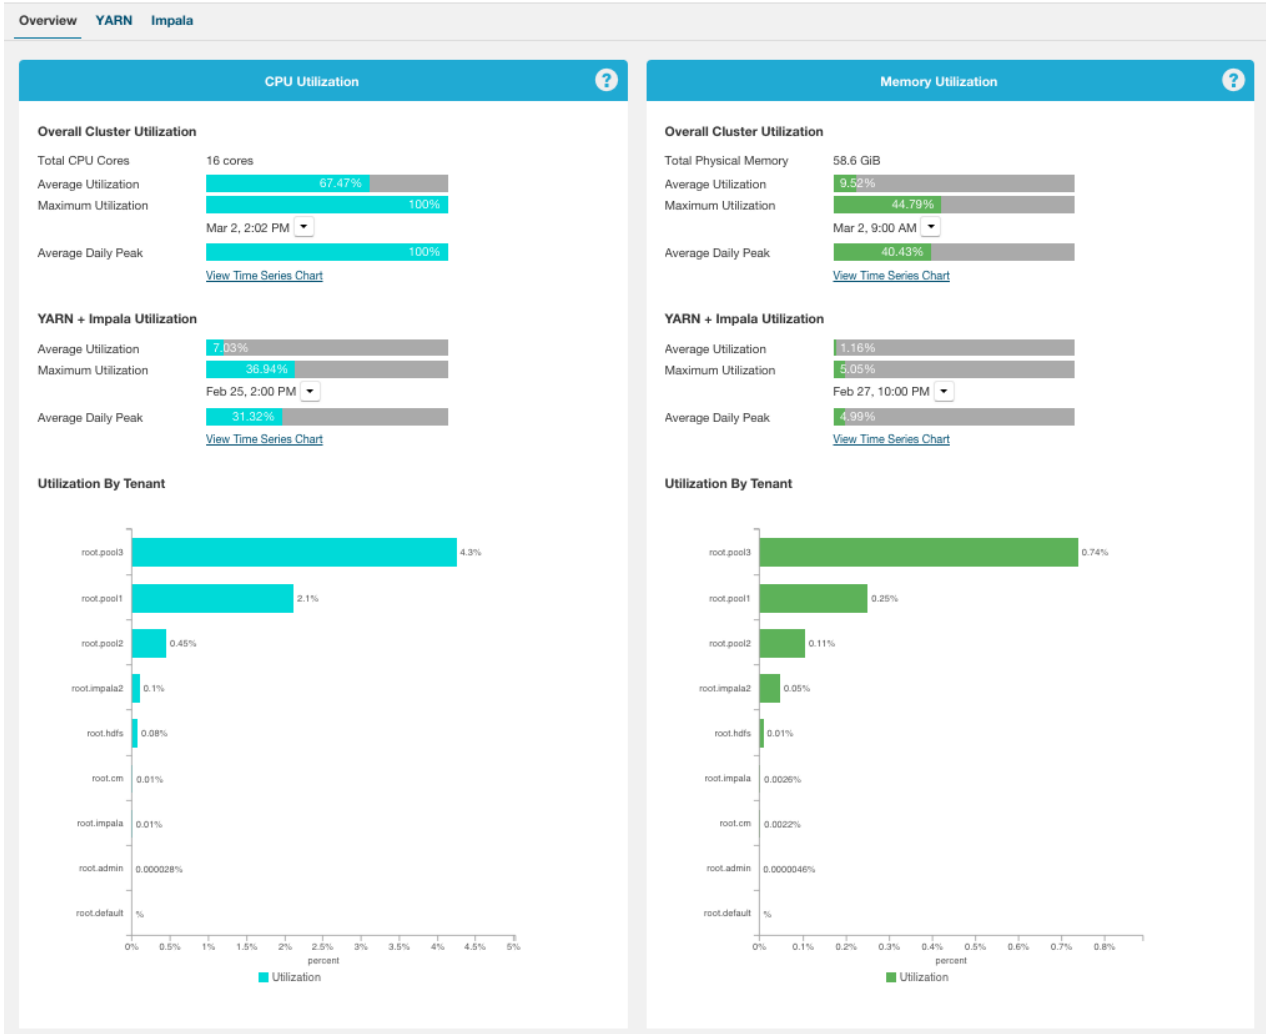 Overview YARN Impala
CPU Utilization ?
Overall Cluster Utilization
Total CPU Cores 16 cores
Average Utilization 67.47%
Maximum Utilization 100%
Mar 2, 2:02 PM
Average Daily Peak 100%
View Time Series Chart
YARN + Impala Utilization
Average Utilization 7.03%
Maximum Utilization 36.94%
Feb 25, 2:00 PM
Average Daily Peak 31.32%
View Time Series Chart
Utilization By Tenant
root.pool3 4.3%
root.pool1 2.1%
root.pool2 0.45%
root.impala2 0.1%
root.hdfs 0.08%
root.cm 0.01%
root.impala 0.01%
root.admin 0.000028%
root.default %
0% 0.5% 1% 1.5% 2% 2.5% 3% 3.5% 4% 4.5% 5%
percent
Utilization
Memory Utilization ?
Overall Cluster Utilization
Total Physical Memory 58.6 GiB
Average Utilization 9.52%
Maximum Utilization 44.79%
Mar 2, 9:00 AM
Average Daily Peak 40.43%
View Time Series Chart
YARN + Impala Utilization
Average Utilization 1.16%
Maximum Utilization 5.05%
Feb 27, 10:00 PM
Average Daily Peak 4.99%
View Time Series Chart
Utilization By Tenant
root.pool3 0.74%
root.pool1 0.25%
root.pool2 0.11%
root.impala2 0.05%
root.hdfs 0.01%
root.impala 0.0026%
root.cm 0.0022%
root.admin 0.0000046%
root.default %
0% 0.1% 0.2% 0.3% 0.4% 0.5% 0.6% 0.7% 0.8%
percent
Utilization